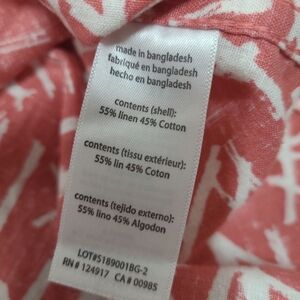 made in bangladesh
fabriqué en bangladesh
hecho en bangladesh
contents (shell):
55% linen 45% Cotton
contents (tissu extérieur):
55% lin 45% Coton
contents (tejido externo):
55% lino 45% Algodon
LOT#5189001BG-2
RN# 124917 CA# 00985